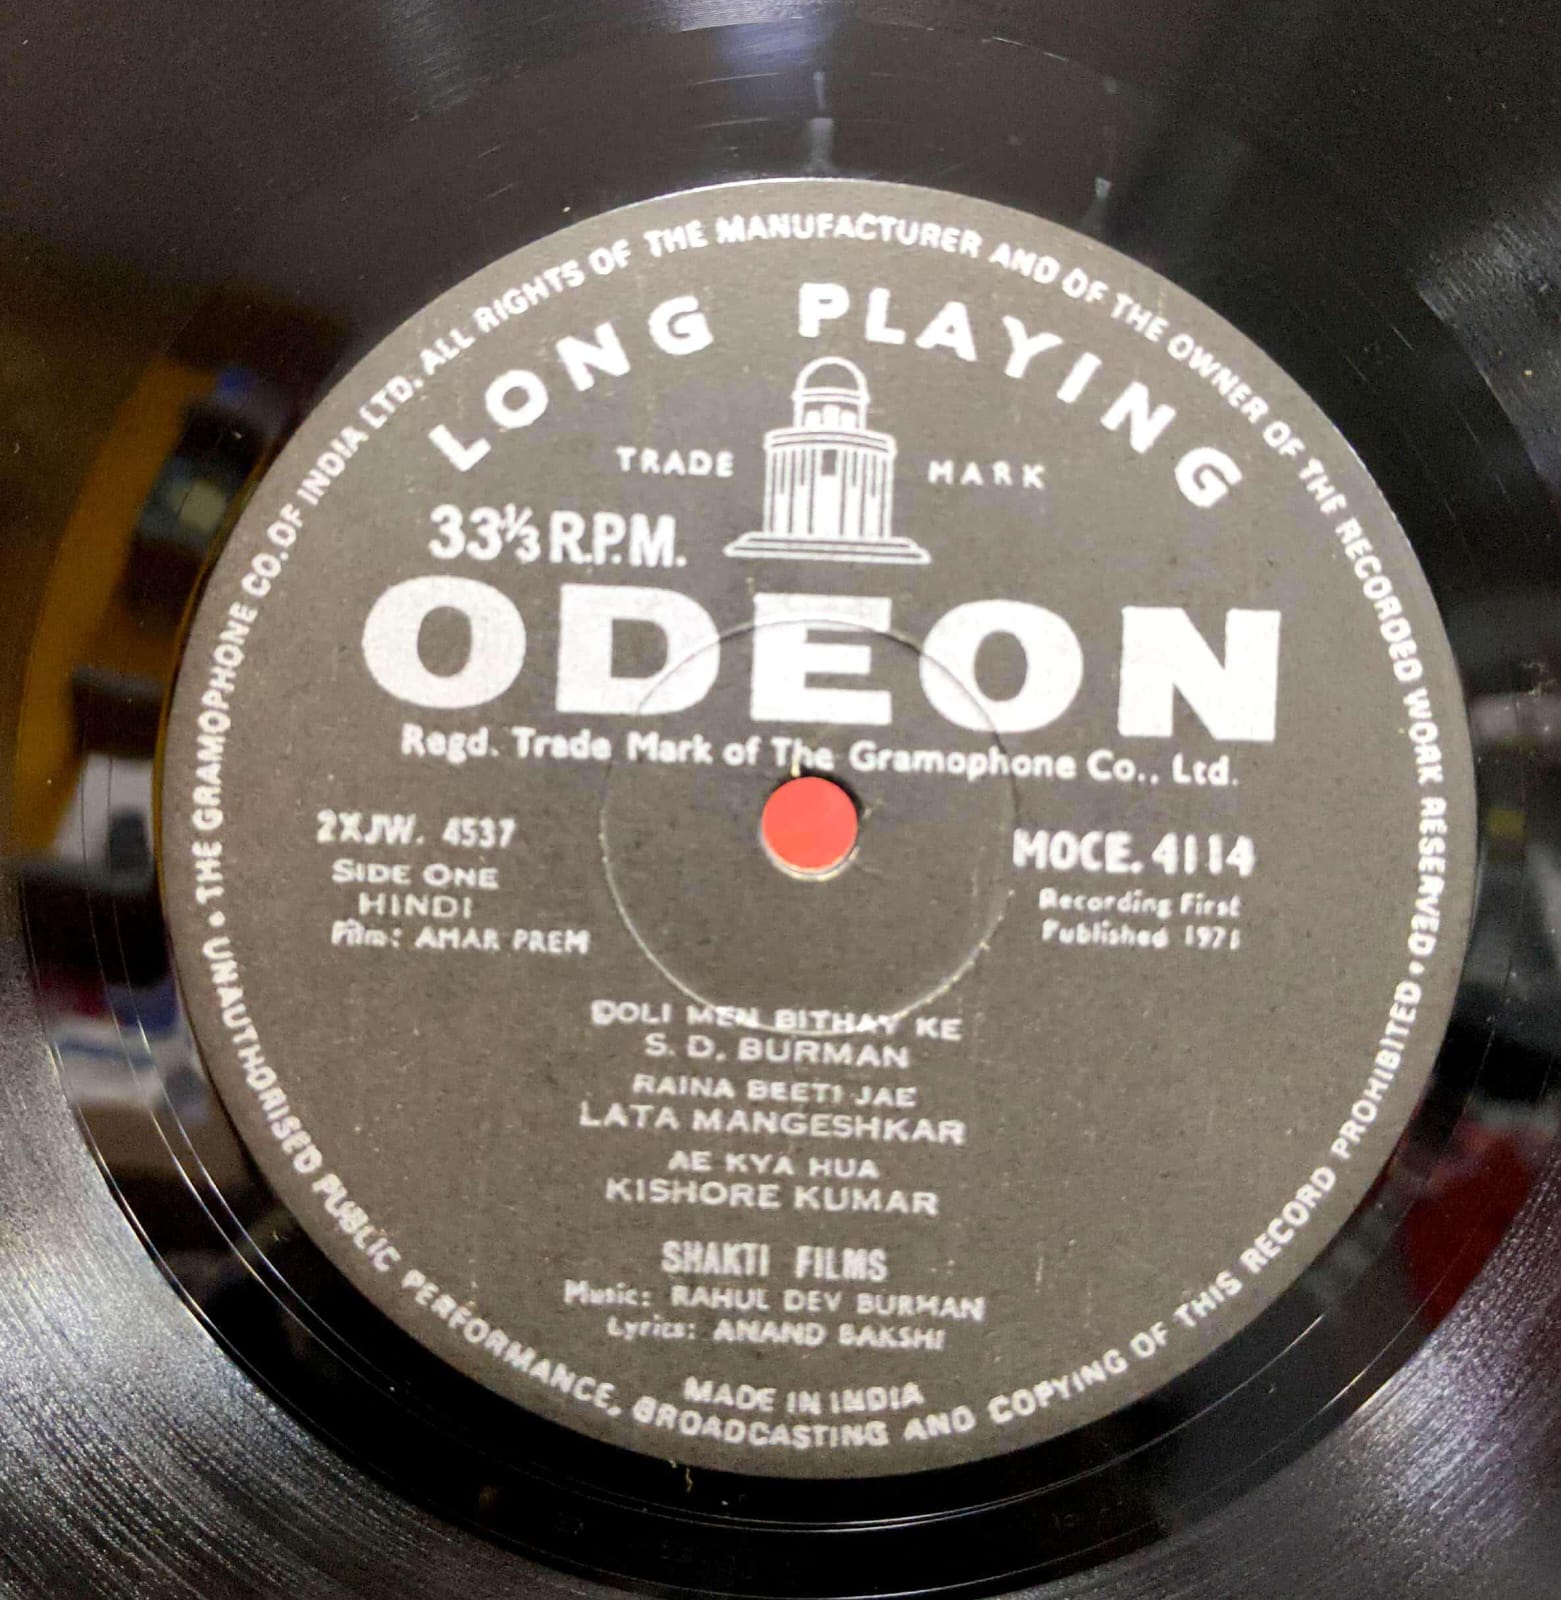 THE GRAMOPHONE CO. OF INDIA LTD. ALL RIGHTS OF THE MANUFACTURER AND OF THE OWNER OF THE RECORDED WORK RESERVED • UNAUTHORISED PUBLIC PERFORMANCE, BROADCASTING AND COPYING OF THIS RECORD PROHIBITED •
LONG PLAYING
TRADE MARK
33⅓ R.P.M.
ODEON
Regd. Trade Mark of The Gramophone Co., Ltd.
2XJW. 4537
SIDE ONE
HINDI
Film: AMAR PREM
MOCE. 4114
Recording First
Published 1971
DOLI MEN BITHAY KE
S. D. BURMAN
RAINA BEETI JAE
LATA MANGESHKAR
AE KYA HUA
KISHORE KUMAR
SHAKTI FILMS
Music: RAHUL DEV BURMAN
Lyrics: ANAND BAKSHI
MADE IN INDIA